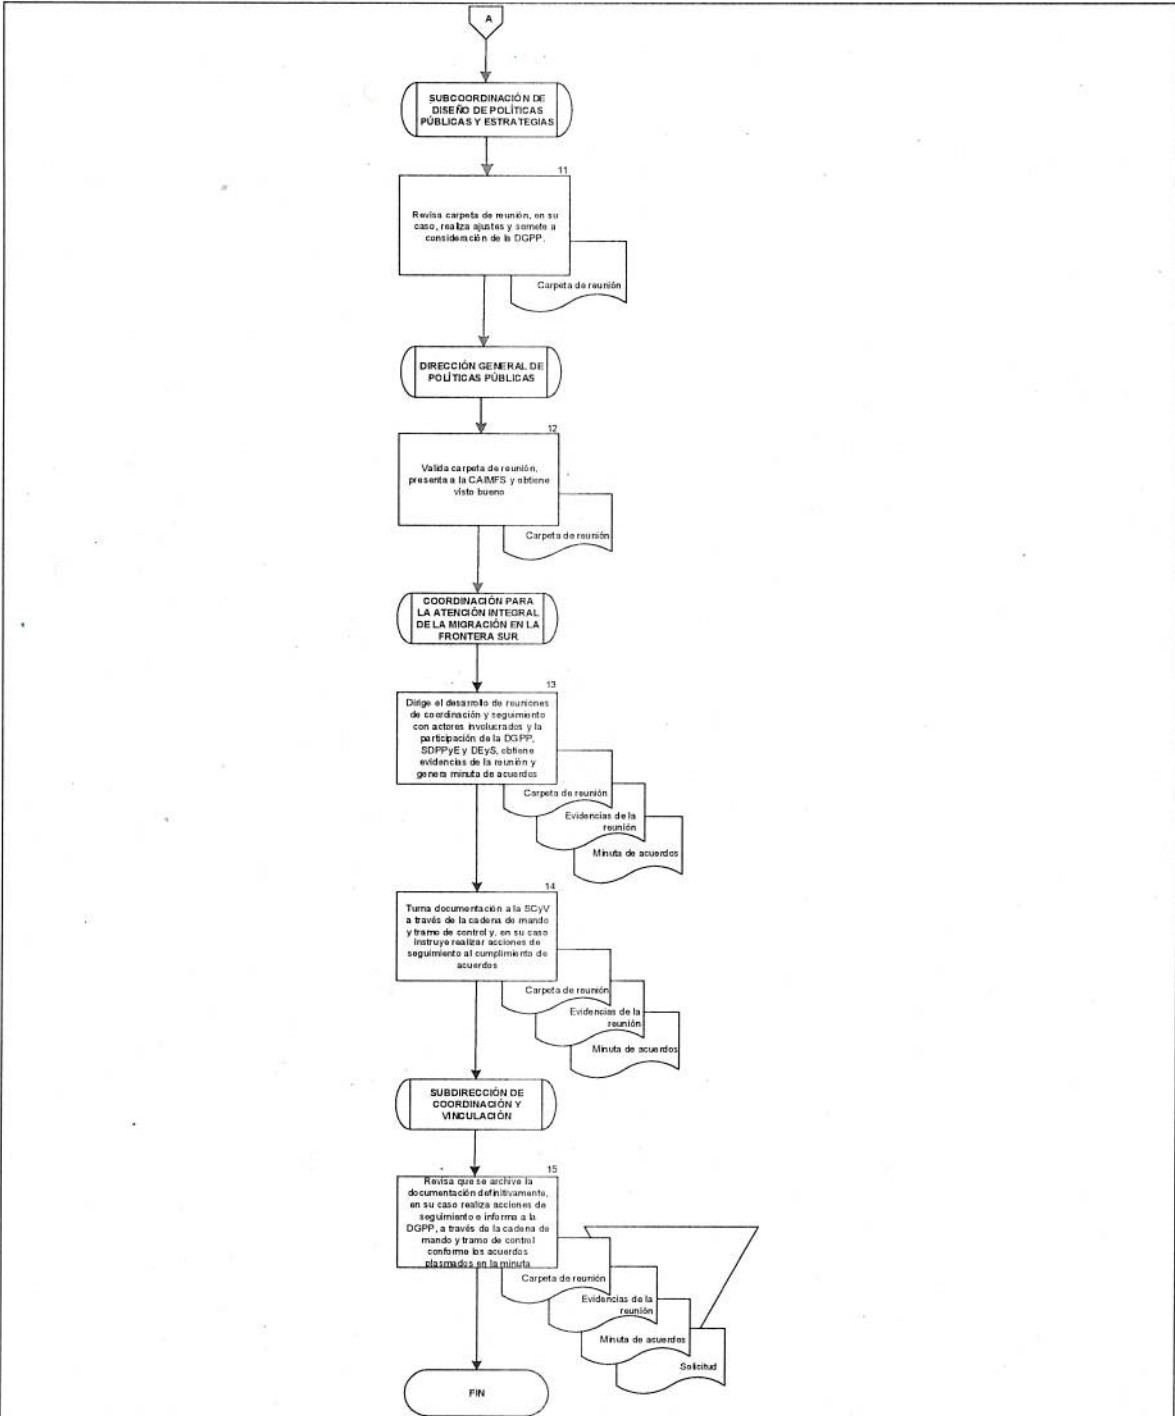 A
SUBCOORDINACIÓN DE
DISEÑO DE POLÍTICAS
PÚBLICAS Y ESTRATEGIAS
11
Revisa carpeta de reunión, en su
caso, realiza ajustes y somete a
consideración de la DGPP.
Carpeta de reunión
DIRECCIÓN GENERAL DE
POLÍTICAS PÚBLICAS
12
Valida carpeta de reunión,
presenta a la CAIMFS y obtiene
visto bueno
Carpeta de reunión
COORDINACIÓN PARA
LA ATENCIÓN INTEGRAL
DE LA MIGRACIÓN EN LA
FRONTERA SUR
13
Dirige el desarrollo de reuniones
de coordinación y seguimiento
con actores involucrados y la
participación de la DGPP,
SDPPyE y DEyS, obtiene
evidencias de la reunión y
genera minuta de acuerdos
Carpeta de reunión
Evidencias de la
reunión
Minuta de acuerdos
14
Turna documentación a la SCyV
a través de la cadena de mando
y tramo de control y, en su caso
instruye realizar acciones de
seguimiento al cumplimiento de
acuerdos
Carpeta de reunión
Evidencias de la
reunión
Minuta de acuerdos
SUBDIRECCIÓN DE
COORDINACIÓN Y
VINCULACIÓN
15
Revisa que se archive la
documentación definitivamente,
en su caso realiza acciones de
seguimiento e informa a la
DGPP, a través de la cadena de
mando y tramo de control
conforme los acuerdos
plasmados en la minuta
Carpeta de reunión
Evidencias de la
reunión
Minuta de acuerdos
Solicitud
FIN